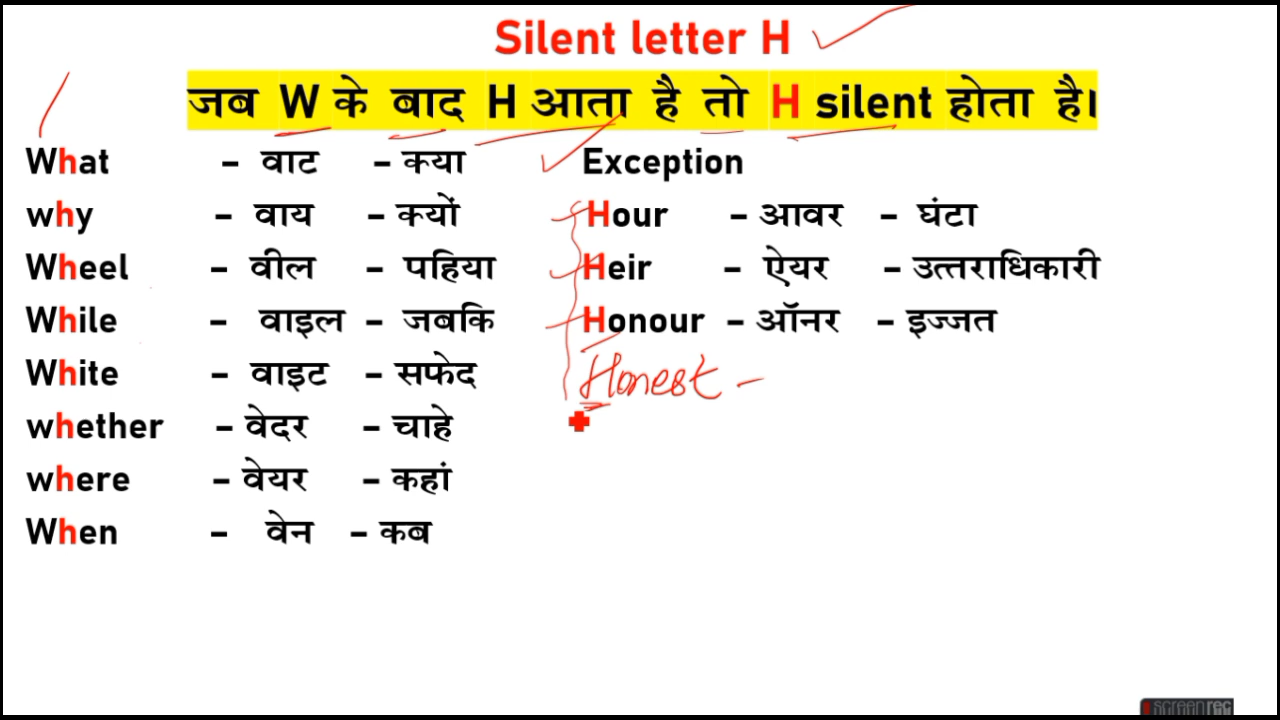 Silent letter H
जब W के बाद H आता है तो H silent होता है।
What – वाट – क्या
why – वाय – क्यों
Wheel – वील – पहिया
While – वाइल – जबकि
White – वाइट – सफेद
whether – वेदर – चाहे
where – वेयर – कहां
When – वेन – कब
Exception
Hour – आवर – घंटा
Heir – ऐयर – उत्तराधिकारी
Honour – ऑनर – इज्जत
Honest –
screenrec